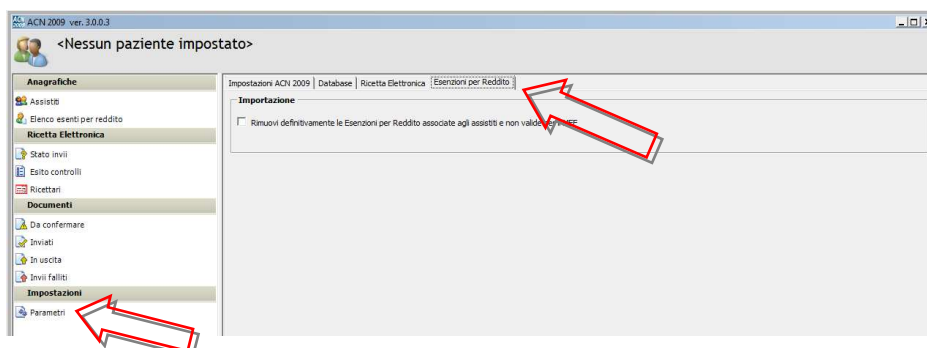 ACN 2009 ver. 3.0.0.3
<Nessun paziente impostato>
Anagrafiche
Assistiti
Elenco esenti per reddito
Ricetta Elettronica
Stato invii
Esito controlli
Ricettari
Documenti
Da confermare
Inviati
In uscita
Invii falliti
Impostazioni
Parametri
Impostazioni ACN 2009 | Database | Ricetta Elettronica | Esenzioni per Reddito
Importazione
Rimuovi definitivamente le Esenzioni per Reddito associate agli assistiti e non valide